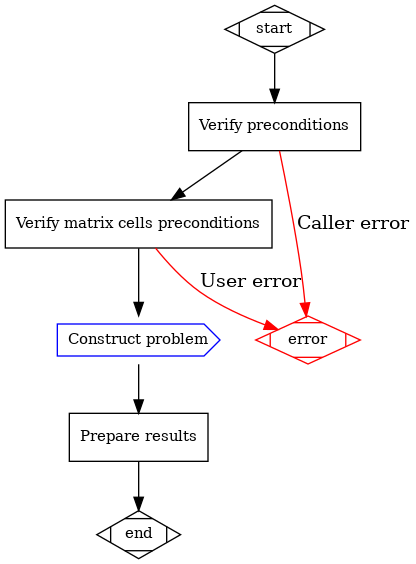 start
Verify preconditions
Verify matrix cells preconditions
Caller error
User error
Construct problem
error
Prepare results
end